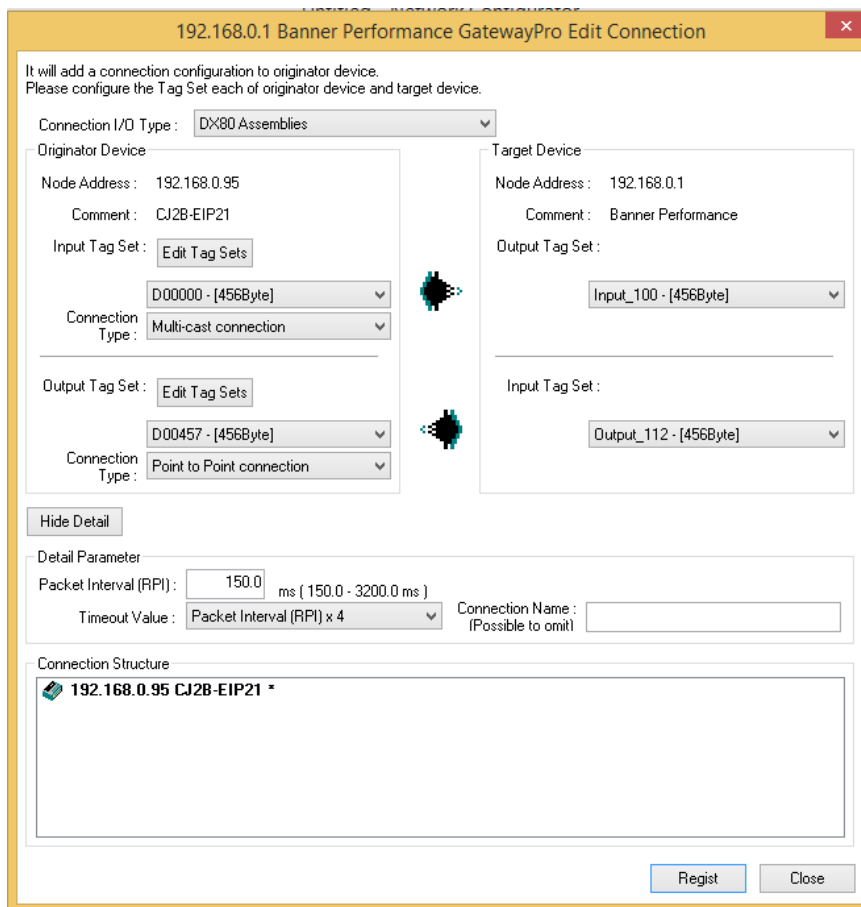 Untitled - Network Configurator
192.168.0.1 Banner Performance GatewayPro Edit Connection
It will add a connection configuration to originator device.
Please configure the Tag Set each of originator device and target device.
Connection I/O Type : DX80 Assemblies
Originator Device
Node Address : 192.168.0.95
Comment : CJ2B-EIP21
Input Tag Set : Edit Tag Sets
D00000 - [456Byte]
Connection Type : Multi-cast connection
Output Tag Set : Edit Tag Sets
D00457 - [456Byte]
Connection Type : Point to Point connection
Target Device
Node Address : 192.168.0.1
Comment : Banner Performance
Output Tag Set :
Input_100 - [456Byte]
Input Tag Set :
Output_112 - [456Byte]
Hide Detail
Detail Parameter
Packet Interval (RPI) : 150.0 ms ( 150.0 - 3200.0 ms )
Timeout Value : Packet Interval (RPI) x 4
Connection Name :
(Possible to omit)
Connection Structure
192.168.0.95 CJ2B-EIP21 *
Regist
Close